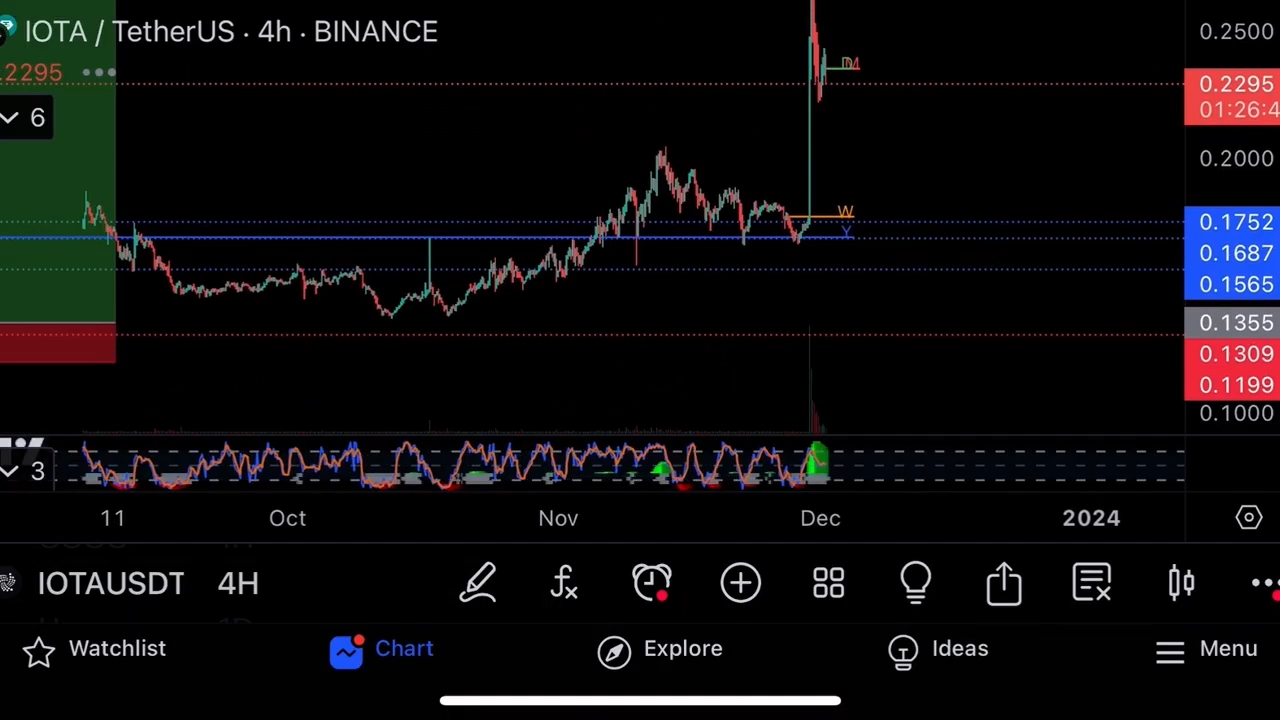 IOTA / TetherUS · 4h · BINANCE
.2295 •••
6
0.2500
0.2295
01:26:4
0.2000
W
Y
0.1752
0.1687
0.1565
0.1355
0.1309
0.1199
0.1000
3
11 Oct Nov Dec 2024
IOTAUSDT 4H
Watchlist Chart Explore Ideas Menu